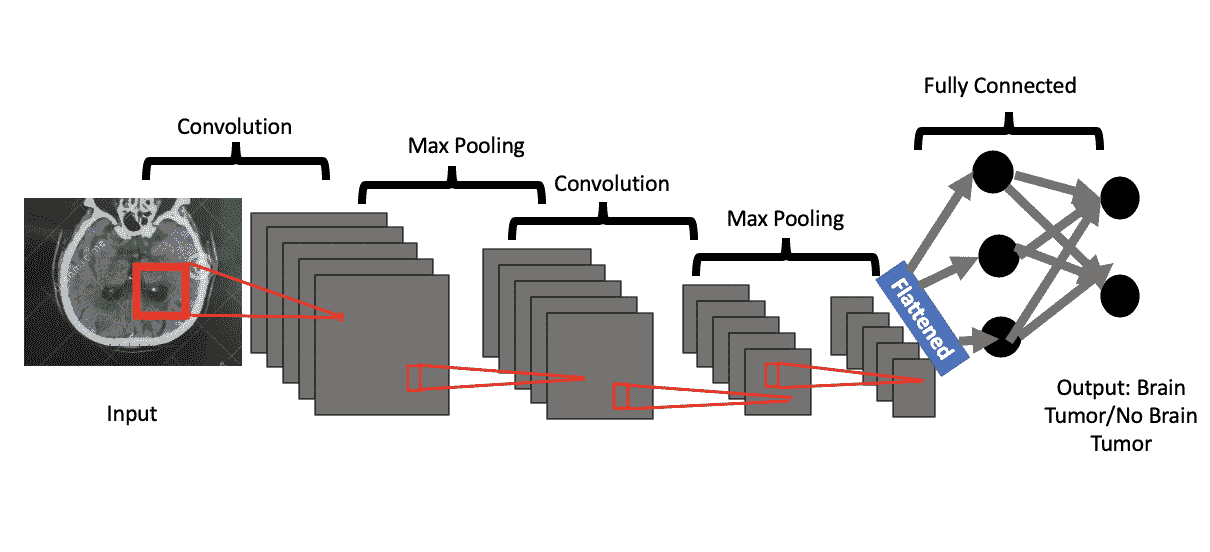 Fully Connected
Convolution
Max Pooling
Convolution
Max Pooling
Flattened
Input
Output: Brain
Tumor/No Brain
Tumor